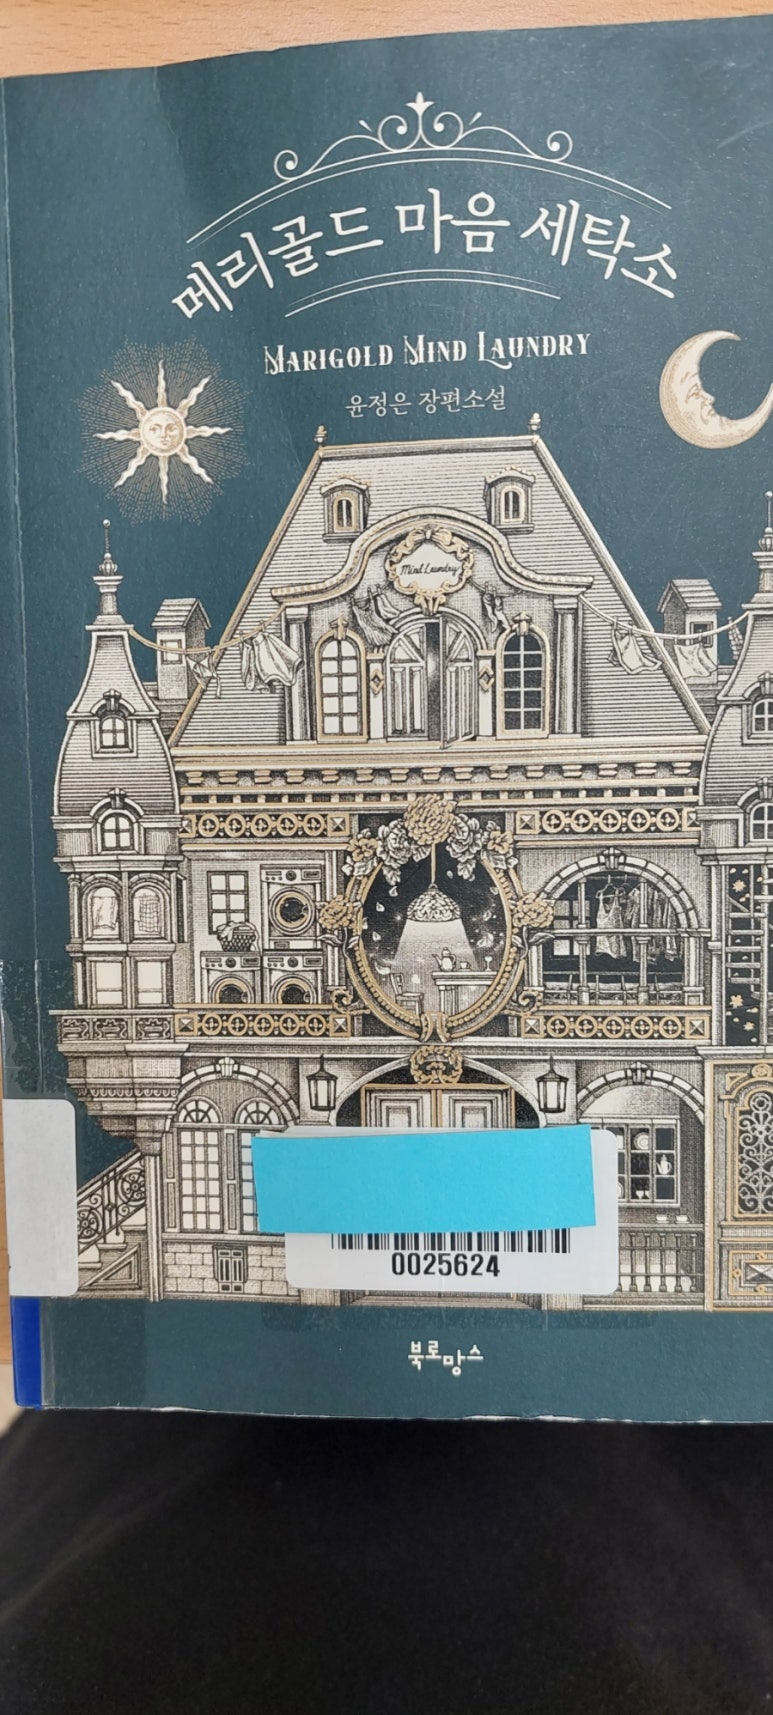 메리골드 마음 세탁소
MARIGOLD MIND LAUNDRY
윤정은 장편소설
Mind Laundry
0025624
북로망스